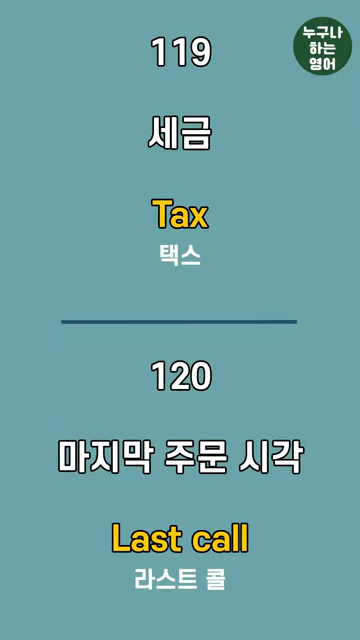 누구나
하는
영어
119
세금
Tax
택스
120
마지막 주문 시각
Last call
라스트 콜